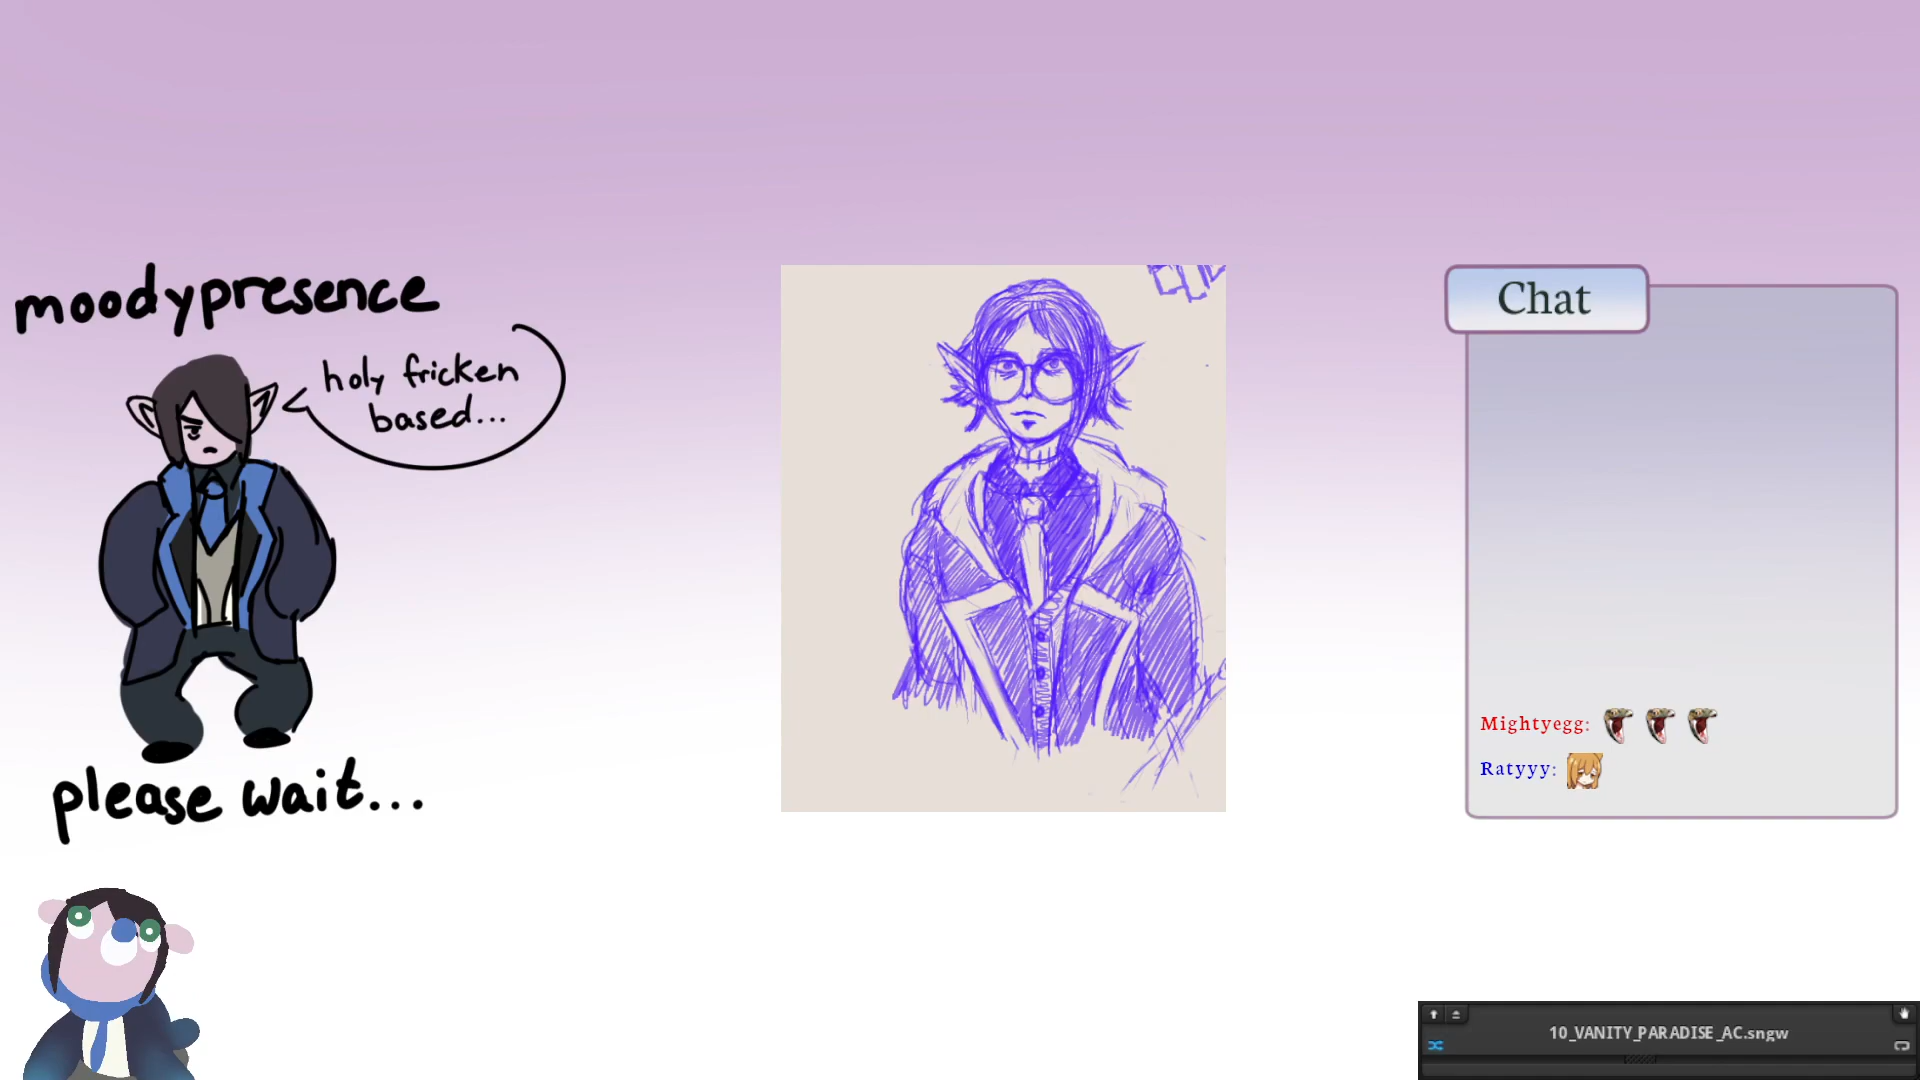 moodypresence
holy fricken
based...
please wait...
Chat
Mightyegg:
Ratyyy:
10_VANITY_PARADISE_AC.sngw